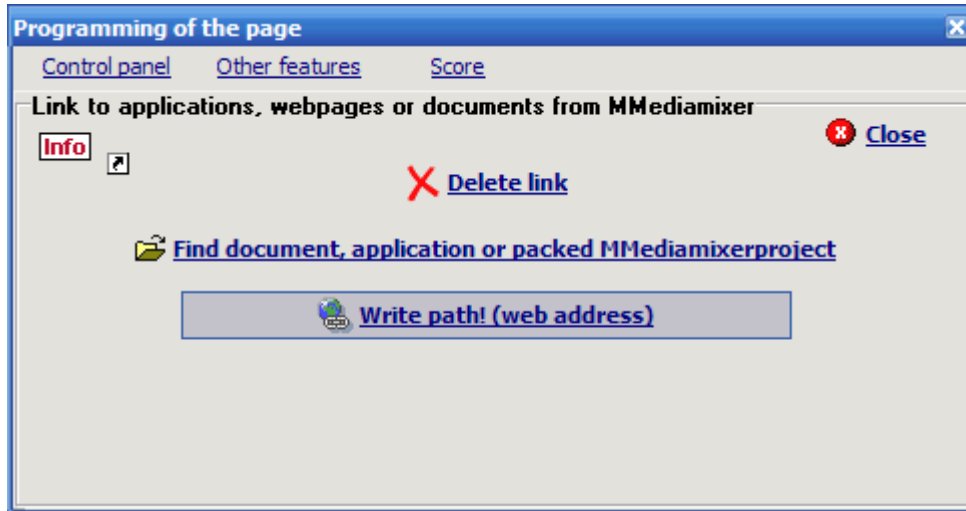 Programming of the page
Control panel Other features Score
Link to applications, webpages or documents from MMediamixer
Info
Close
Delete link
Find document, application or packed MMediamixerproject
Write path! (web address)